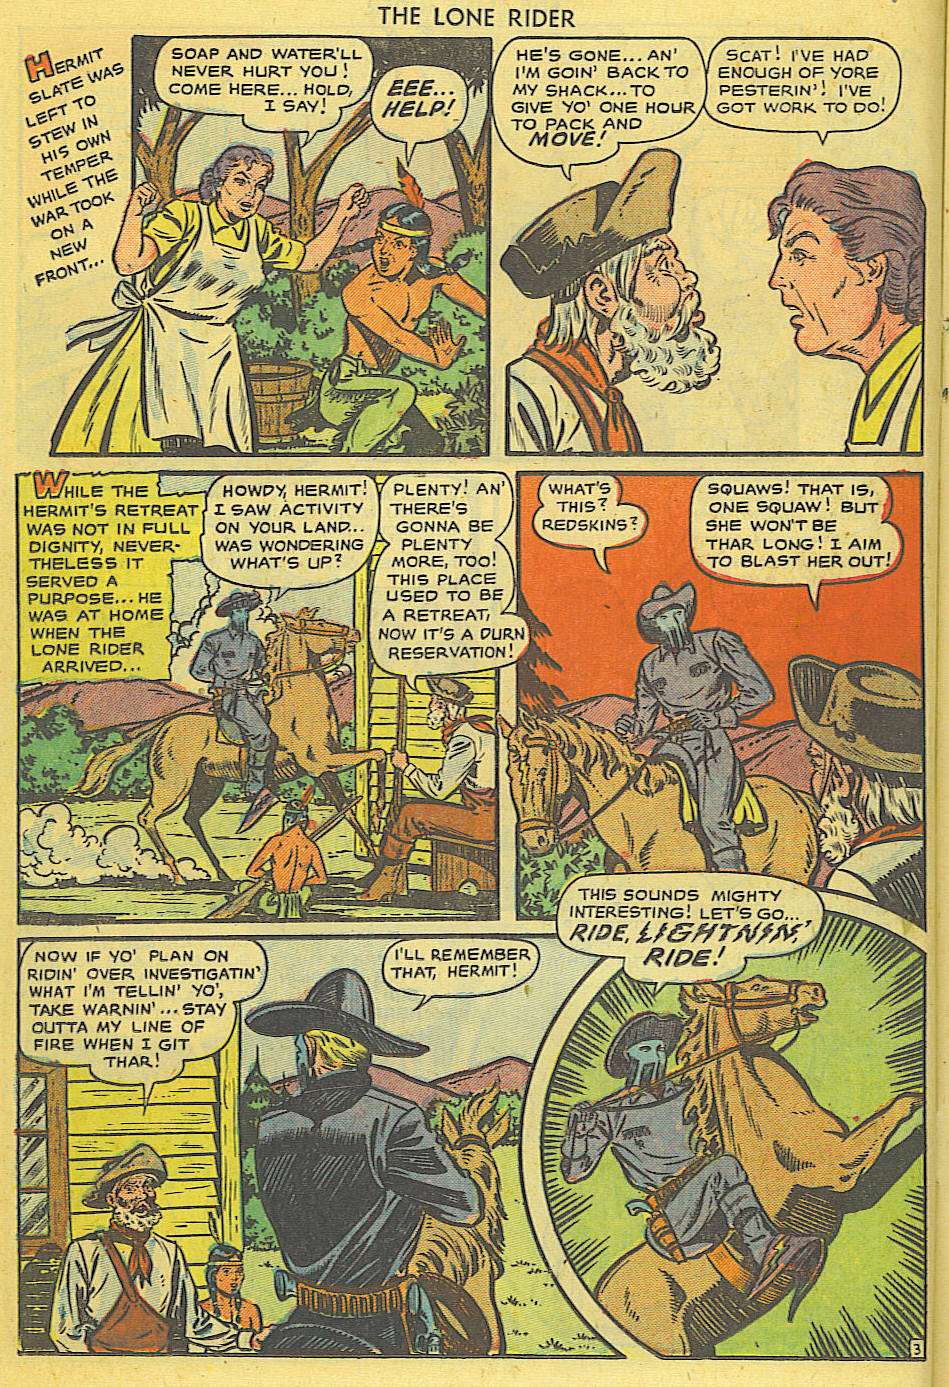 THE LONE RIDER
HERMIT
SLATE WAS
LEFT TO
STEW IN
HIS OWN
TEMPER
WHILE THE
WAR TOOK
ON A
NEW
FRONT...
SOAP AND WATER'LL
NEVER HURT YOU!
COME HERE... HOLD,
I SAY!
EEE...
HELP!
HE'S GONE... AN'
I'M GOIN' BACK TO
MY SHACK... TO
GIVE YO' ONE HOUR
TO PACK AND
MOVE!
SCAT! I'VE HAD
ENOUGH OF YORE
PESTERIN'! I'VE
GOT WORK TO DO!
WHILE THE
HERMIT'S RETREAT
WAS NOT IN FULL
DIGNITY, NEVER-
THELESS IT
SERVED A
PURPOSE... HE
WAS AT HOME
WHEN THE
LONE RIDER
ARRIVED...
HOWDY, HERMIT!
I SAW ACTIVITY
ON YOUR LAND...
WAS WONDERING
WHAT'S UP?
PLENTY! AN'
THERE'S
GONNA BE
PLENTY
MORE, TOO!
THIS PLACE
USED TO BE
A RETREAT,
NOW IT'S A DURN
RESERVATION!
WHAT'S
THIS?
REDSKINS?
SQUAWS! THAT IS,
ONE SQUAW! BUT
SHE WON'T BE
THAR LONG! I AIM
TO BLAST HER OUT!
NOW IF YO' PLAN ON
RIDIN' OVER INVESTIGATIN'
WHAT I'M TELLIN' YO',
TAKE WARNIN'... STAY
OUTTA MY LINE OF
FIRE WHEN I GIT
THAR!
I'LL REMEMBER
THAT, HERMIT!
THIS SOUNDS MIGHTY
INTERESTING! LET'S GO...
RIDE, LIGHTNIN,'
RIDE!
3